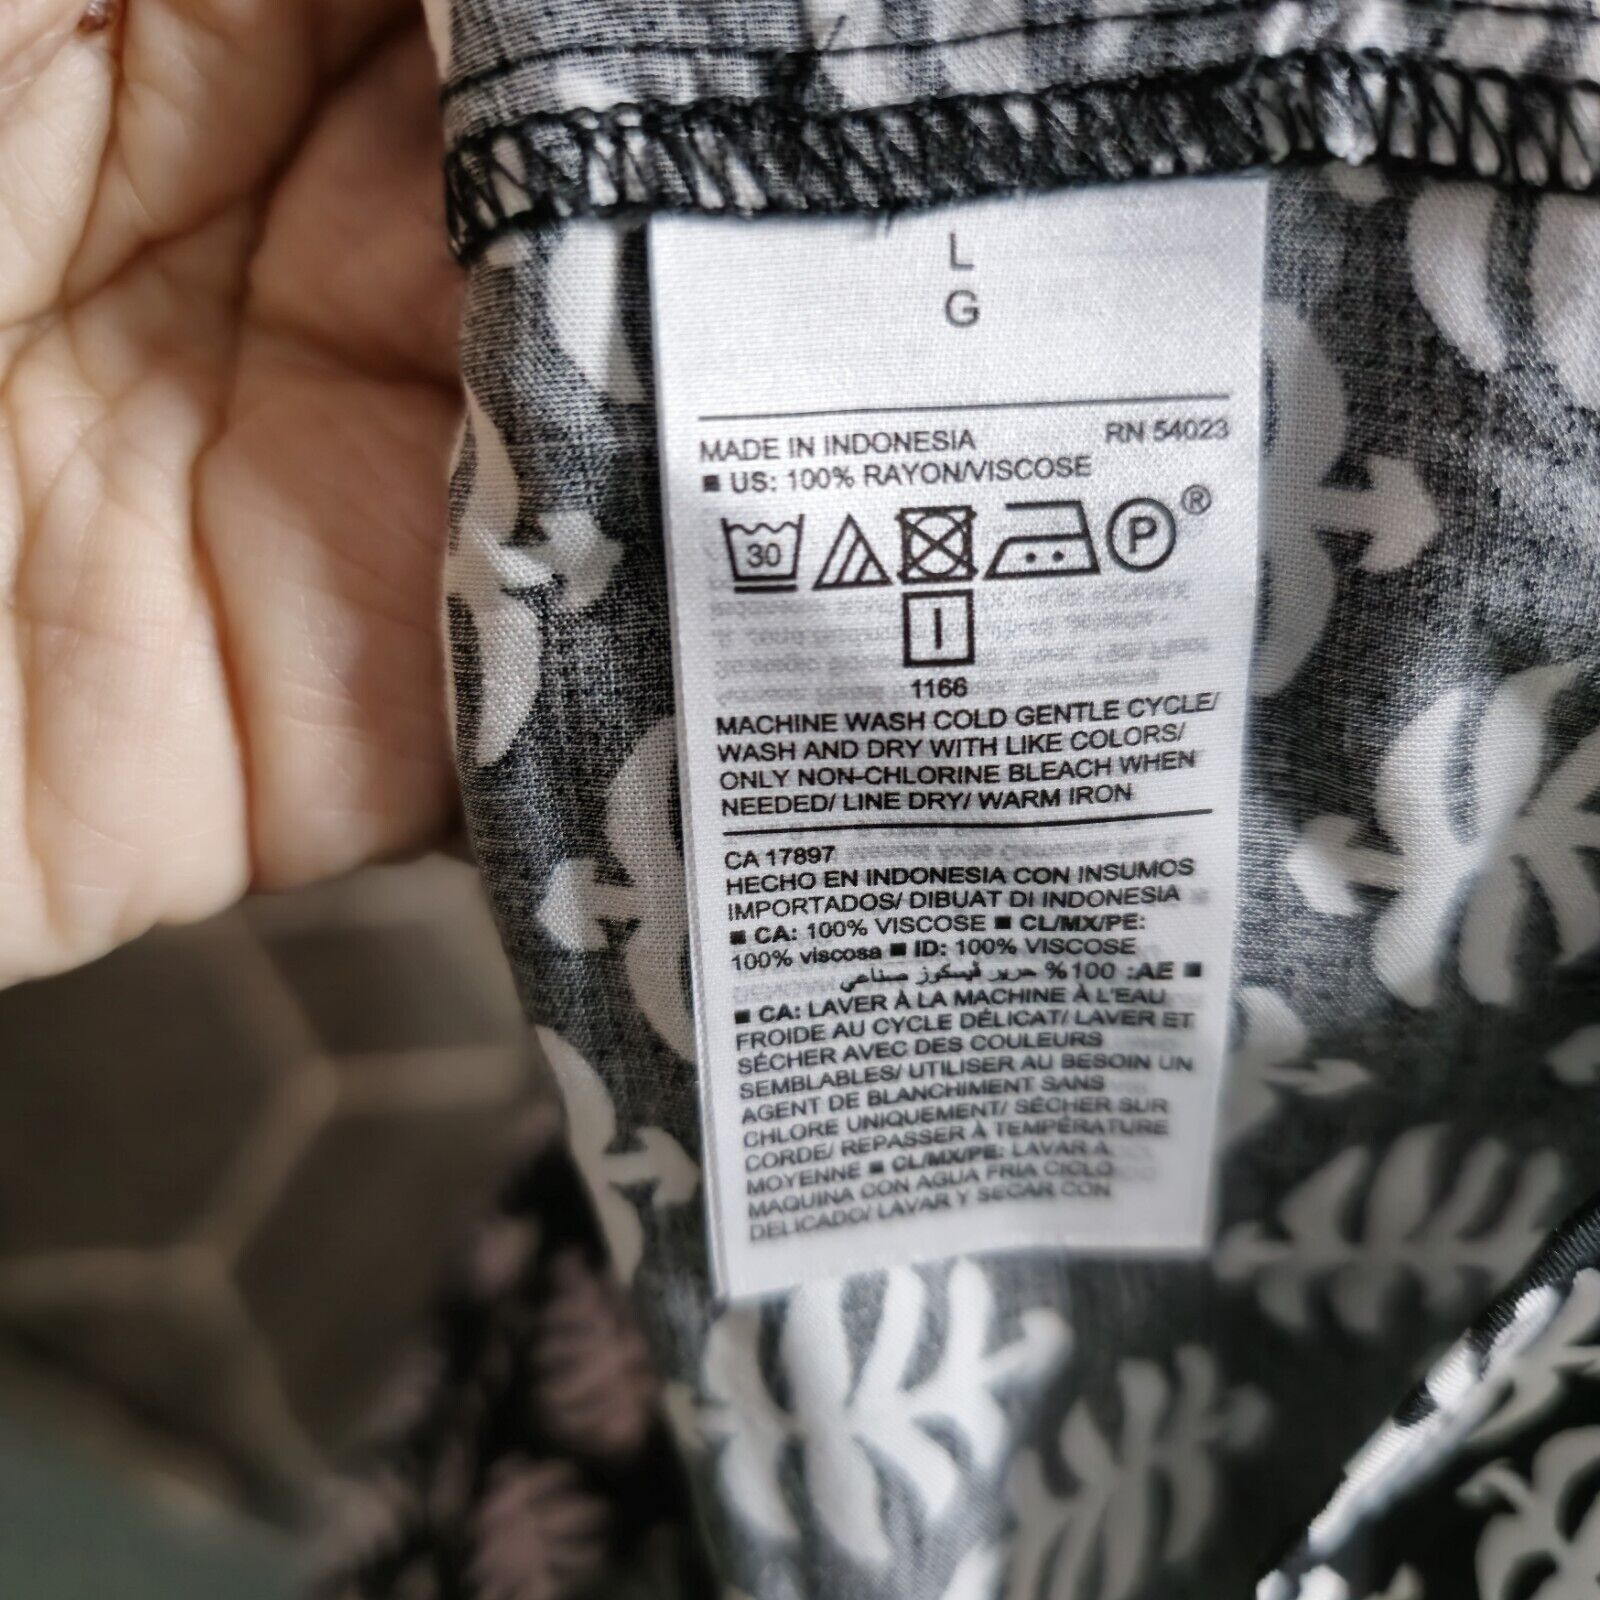 L
G
MADE IN INDONESIA RN 54023
■ US: 100% RAYON/VISCOSE
30 P ®
1166
MACHINE WASH COLD GENTLE CYCLE/
WASH AND DRY WITH LIKE COLORS/
ONLY NON-CHLORINE BLEACH WHEN
NEEDED/ LINE DRY/ WARM IRON
CA 17897
HECHO EN INDONESIA CON INSUMOS
IMPORTADOS/ DIBUAT DI INDONESIA
■ CA: 100% VISCOSE ■ CL/MX/PE:
100% viscosa ■ ID: 100% VISCOSE
■ AE: 100% حرير فيسكوز صناعي
■ CA: LAVER À LA MACHINE À L'EAU
FROIDE AU CYCLE DÉLICAT/ LAVER ET
SÉCHER AVEC DES COULEURS
SEMBLABLES/ UTILISER AU BESOIN UN
AGENT DE BLANCHIMENT SANS
CHLORE UNIQUEMENT/ SÉCHER SUR
CORDE/ REPASSER À TEMPÉRATURE
MOYENNE ■ CL/MX/PE: LAVAR A
MAQUINA CON AGUA FRIA CICLO
DELICADO/ LAVAR Y SECAR CON